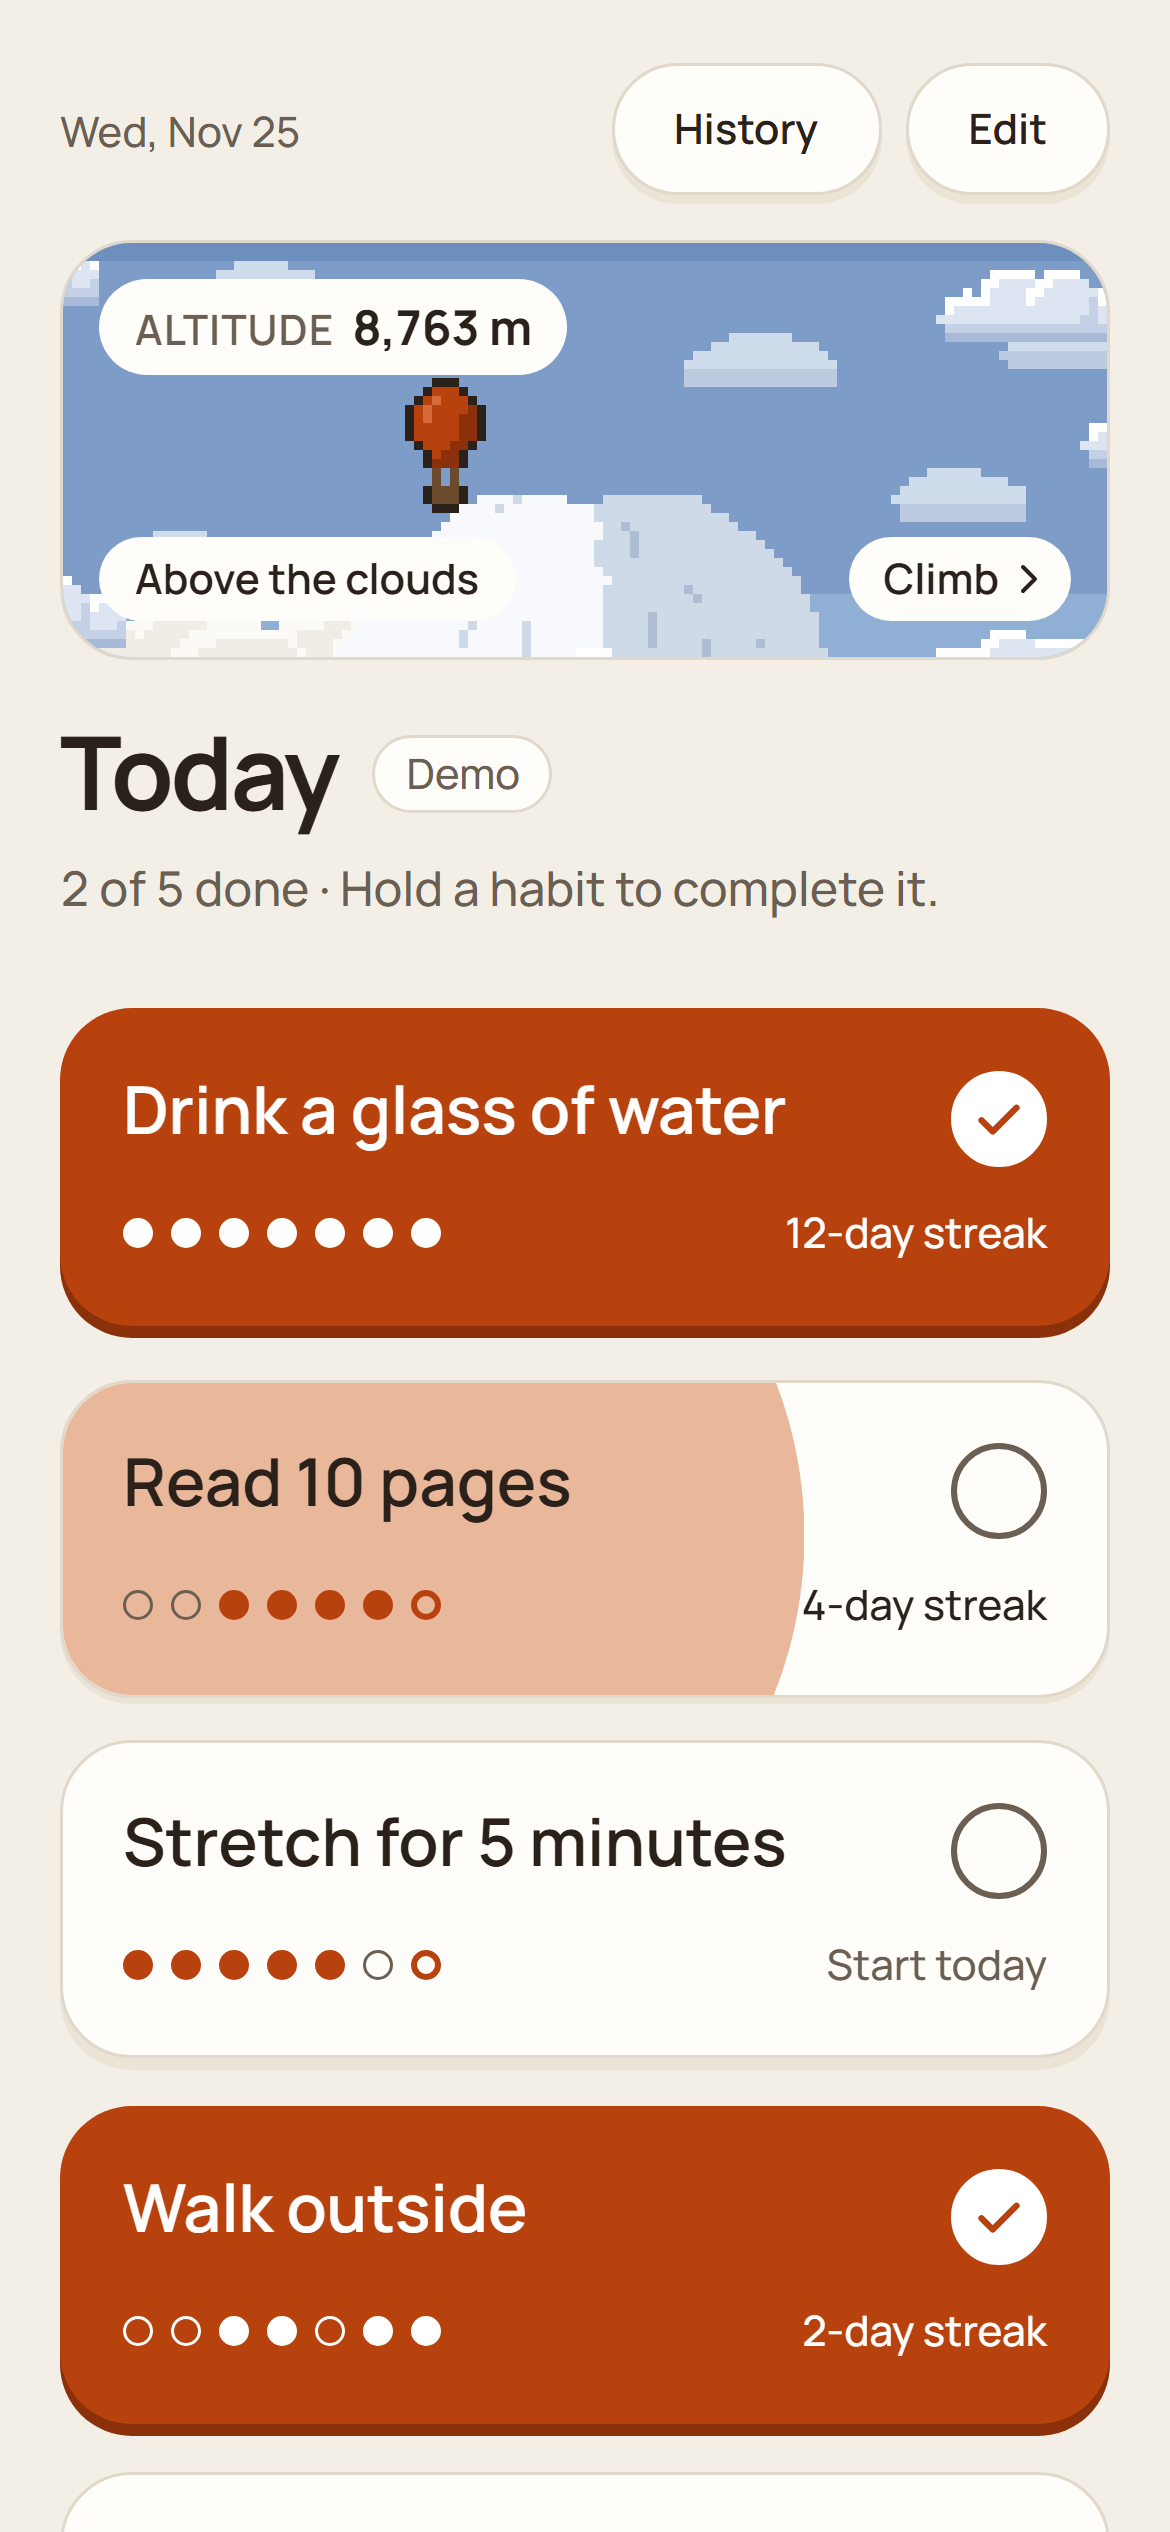 Wed, Nov 25
History
Edit
ALTITUDE 8,763 m
Above the clouds
Climb
Today
Demo
2 of 5 done · Hold a habit to complete it.
Drink a glass of water
12-day streak
Read 10 pages
4-day streak
Stretch for 5 minutes
Start today
Walk outside
2-day streak